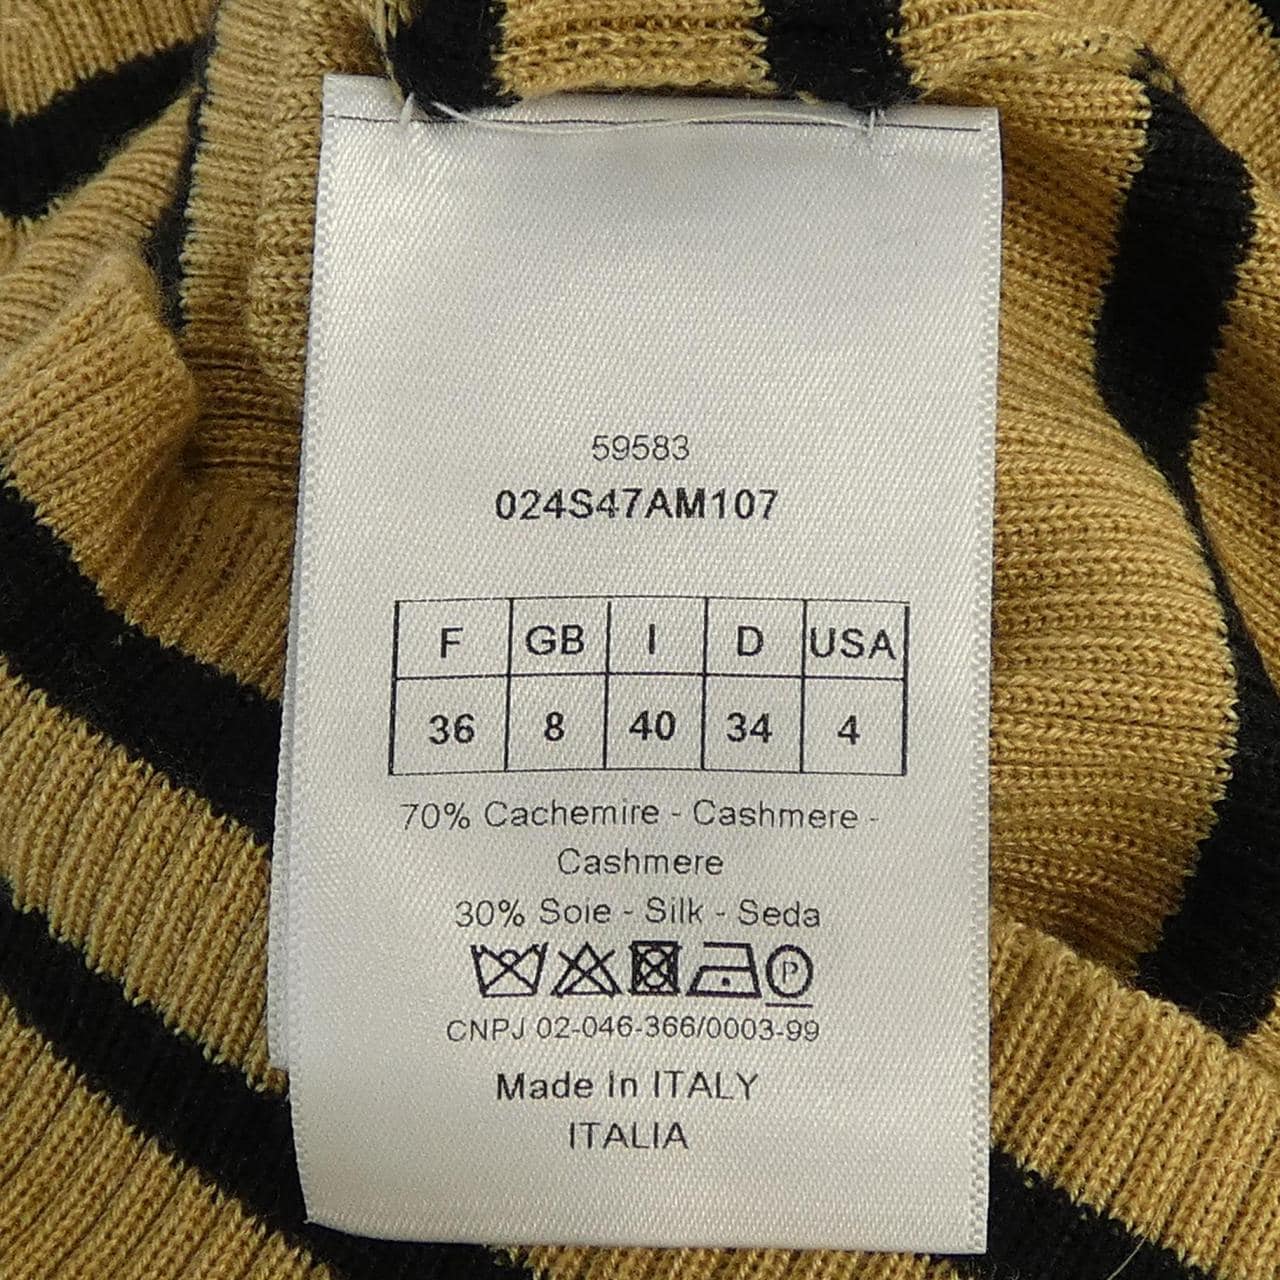 59583
024S47AM107
F GB I D USA
36 8 40 34 4
70% Cachemire - Cashmere -
Cashmere
30% Soie - Silk - Seda
P
CNPJ 02-046-366/0003-99
Made in ITALY
ITALIA